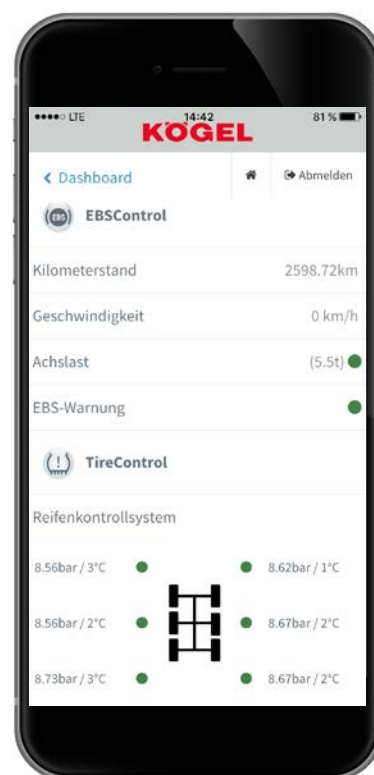 LTE 14:42 81 %
KÖGEL
Dashboard Abmelden
EBS EBSControl
Kilometerstand 2598.72km
Geschwindigkeit 0 km/h
Achslast (5.5t)
EBS-Warnung
TireControl
Reifenkontrollsystem
8.56bar / 3°C 8.62bar / 1°C
8.56bar / 2°C 8.67bar / 2°C
8.73bar / 3°C 8.67bar / 2°C